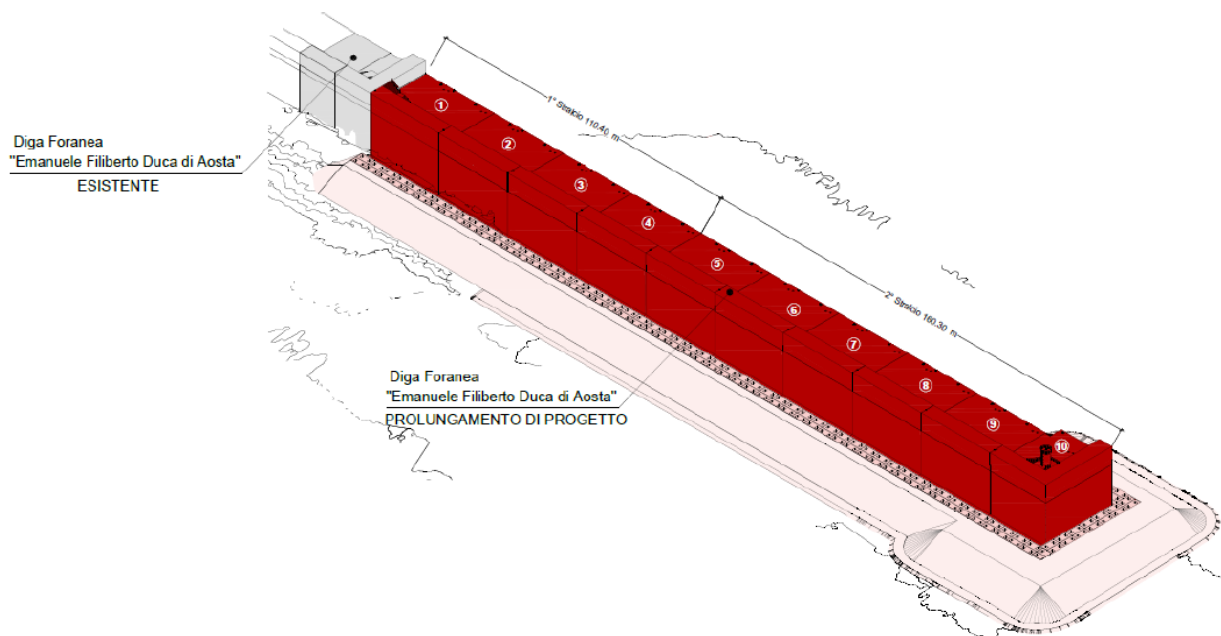 Diga Foranea
"Emanuele Filiberto Duca di Aosta"
ESISTENTE
1° Stralcio 110.40 m
2° Stralcio 160.30 m
Diga Foranea
"Emanuele Filiberto Duca di Aosta"
PROLUNGAMENTO DI PROGETTO
1
2
3
4
5
6
7
8
9
10